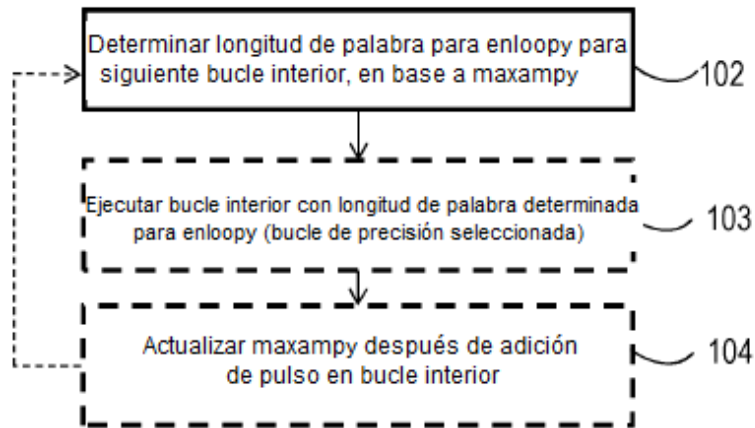 Determinar longitud de palabra para enloopy para
siguiente bucle interior, en base a maxampy
102
Ejecutar bucle interior con longitud de palabra determinada
para enloopy (bucle de precisión seleccionada)
103
Actualizar maxampy después de adición
de pulso en bucle interior
104